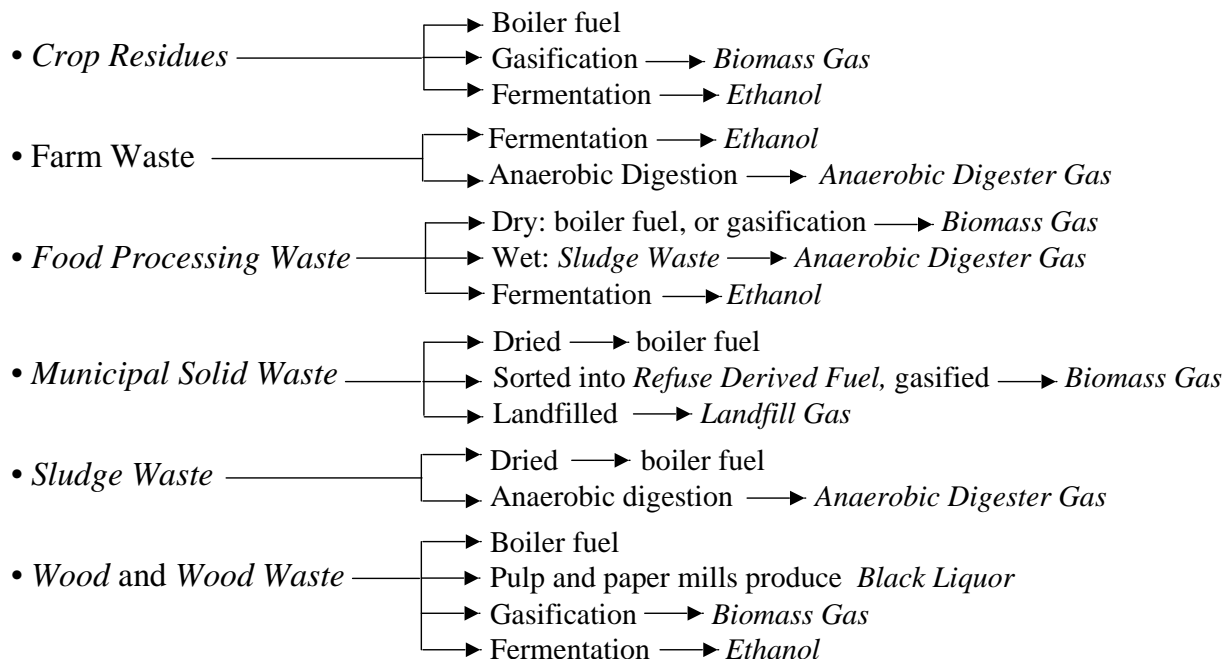 Boiler fuel
• Crop Residues Gasification Biomass Gas
Fermentation Ethanol
Fermentation Ethanol
• Farm Waste
Anaerobic Digestion Anaerobic Digester Gas
Dry: boiler fuel, or gasification Biomass Gas
• Food Processing Waste Wet: Sludge Waste Anaerobic Digester Gas
Fermentation Ethanol
Dried boiler fuel
• Municipal Solid Waste Sorted into Refuse Derived Fuel, gasified Biomass Gas
Landfilled Landfill Gas
Dried boiler fuel
• Sludge Waste
Anaerobic digestion Anaerobic Digester Gas
Boiler fuel
• Wood and Wood Waste Pulp and paper mills produce Black Liquor
Gasification Biomass Gas
Fermentation Ethanol